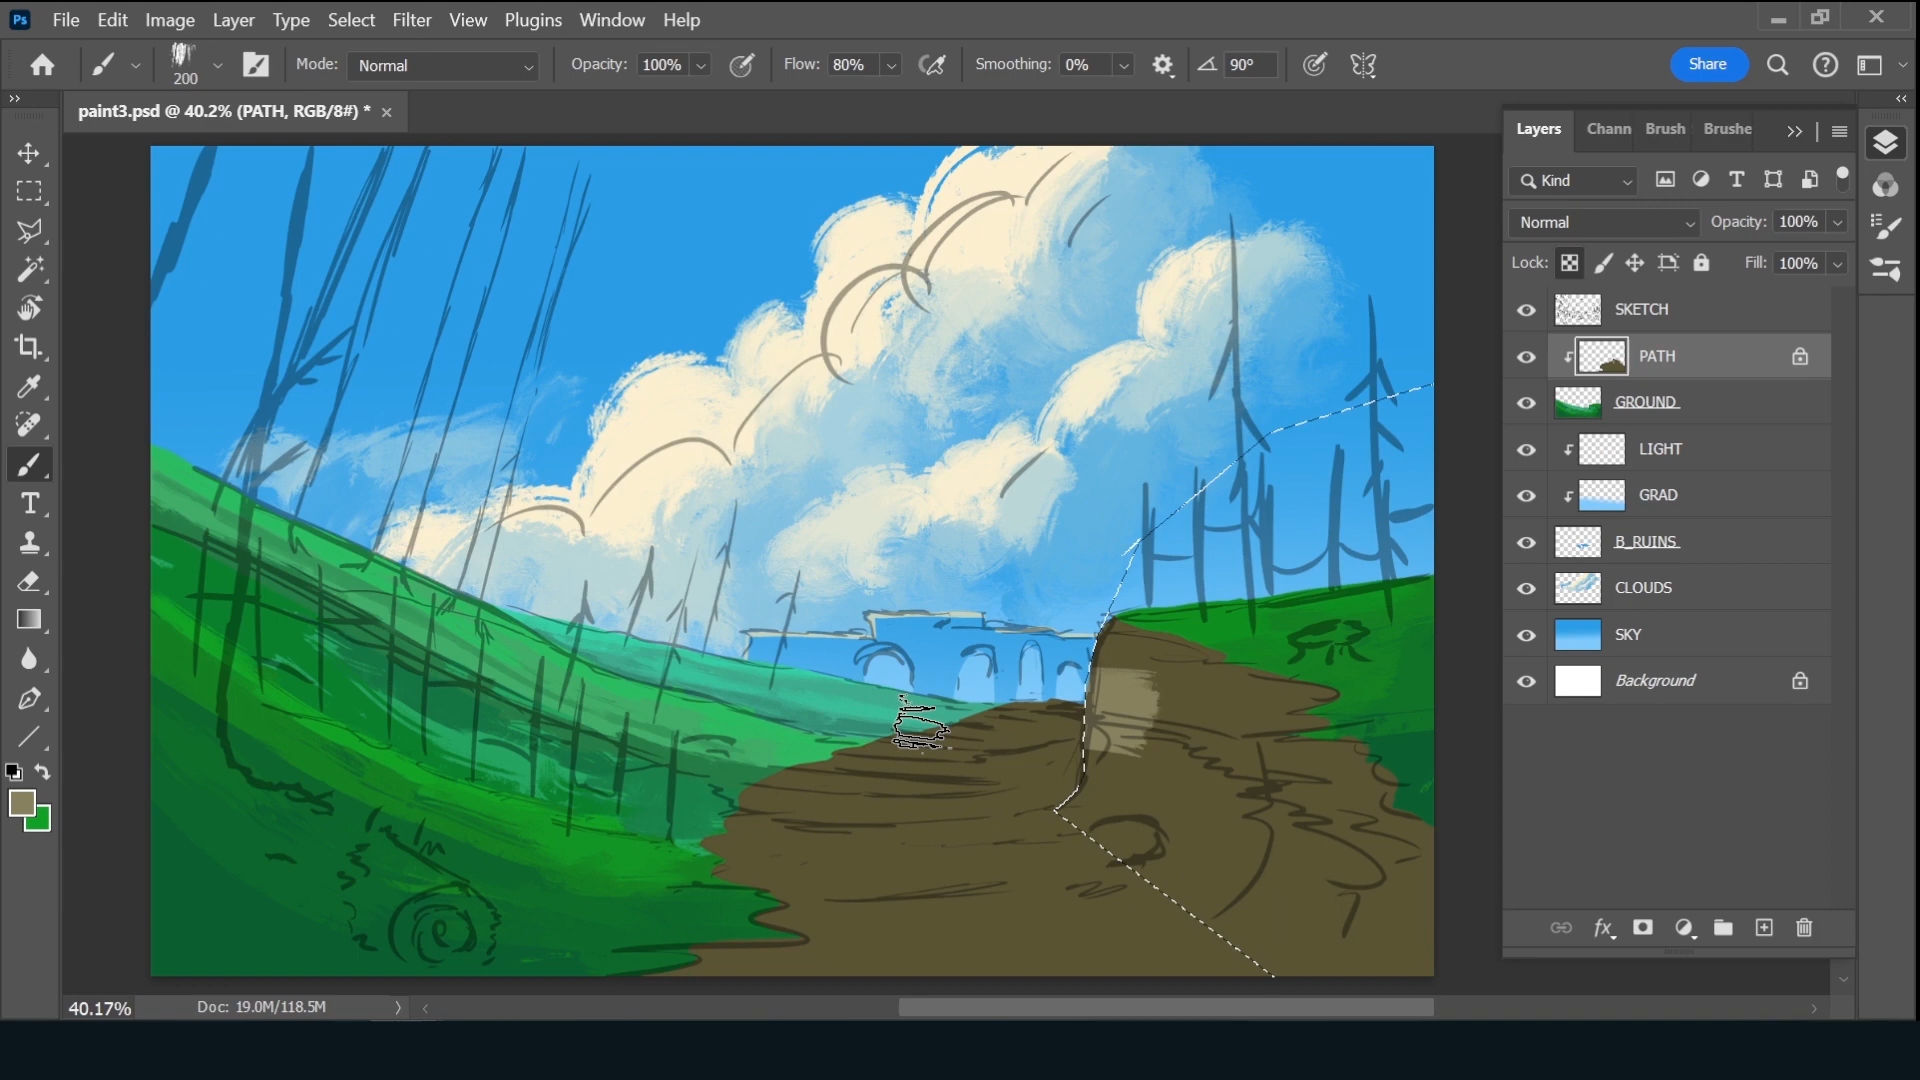 Ps File Edit Image Layer Type Select Filter View Plugins Window Help
200 Mode: Normal Opacity: 100% Flow: 80% Smoothing: 0% 90° Share
paint3.psd @ 40.2% (PATH, RGB/8#) *
Layers Chann Brush Brushe
Kind
Normal Opacity: 100%
Lock: Fill: 100%
SKETCH
PATH
GROUND
LIGHT
GRAD
B_RUINS
CLOUDS
SKY
Background
40.17% Doc: 19.0M/118.5M